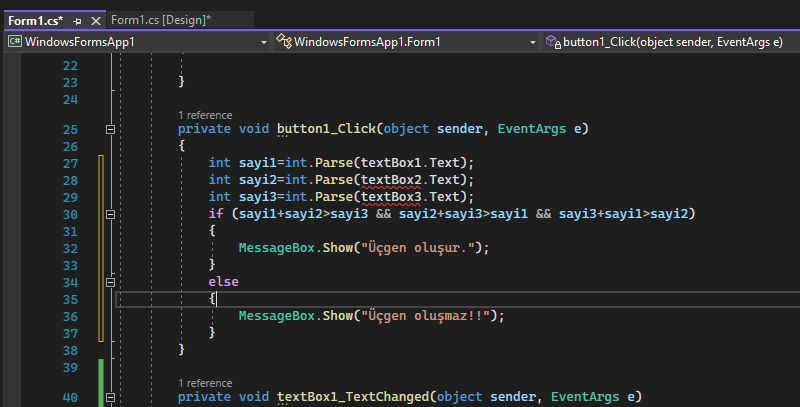 Form1.cs*
Form1.cs [Design]*
C# WindowsFormsApp1
WindowsFormsApp1.Form1
button1_Click(object sender, EventArgs e)
22
23 }
24
1 reference
25 private void button1_Click(object sender, EventArgs e)
26 {
27 int sayi1=int.Parse(textBox1.Text);
28 int sayi2=int.Parse(textBox2.Text);
29 int sayi3=int.Parse(textBox3.Text);
30 if (sayi1+sayi2>sayi3 && sayi2+sayi3>sayi1 && sayi3+sayi1>sayi2)
31 {
32 MessageBox.Show("Üçgen oluşur.");
33 }
34 else
35 {
36 MessageBox.Show("Üçgen oluşmaz!!");
37 }
38 }
39
1 reference
40 private void textBox1_TextChanged(object sender, EventArgs e)